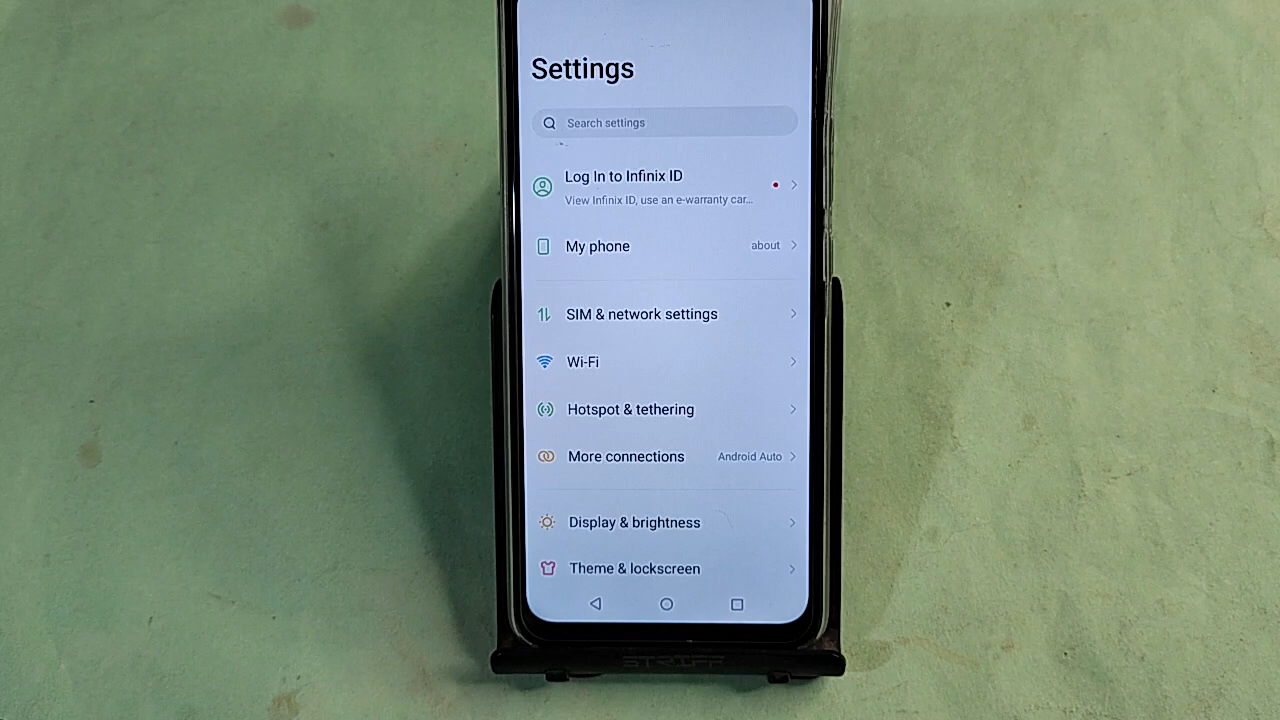 Settings
Search settings
Log In to Infinix ID
View Infinix ID, use an e-warranty car...
My phone about
SIM & network settings
Wi-Fi
Hotspot & tethering
More connections Android Auto
Display & brightness
Theme & lockscreen
STRIFF